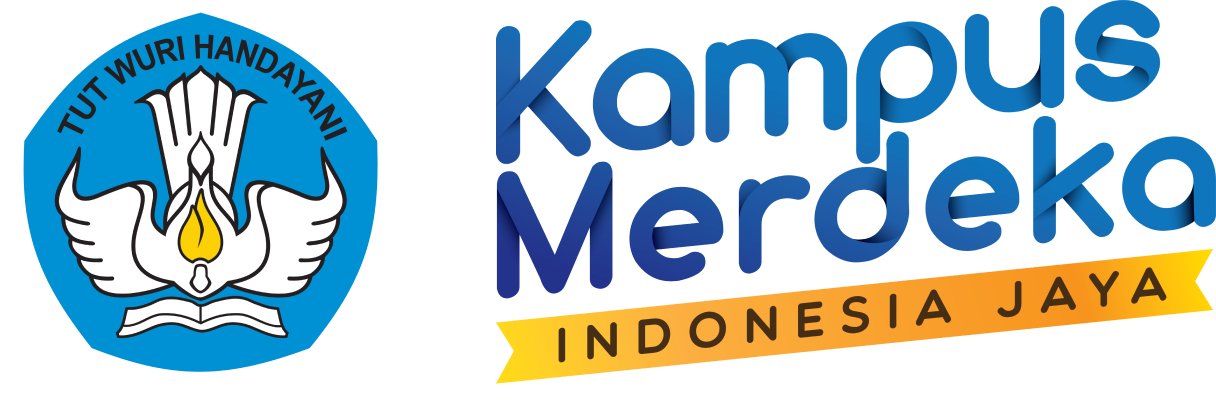 TUT WURI HANDAYANI
Kampus
Merdeka
INDONESIA JAYA